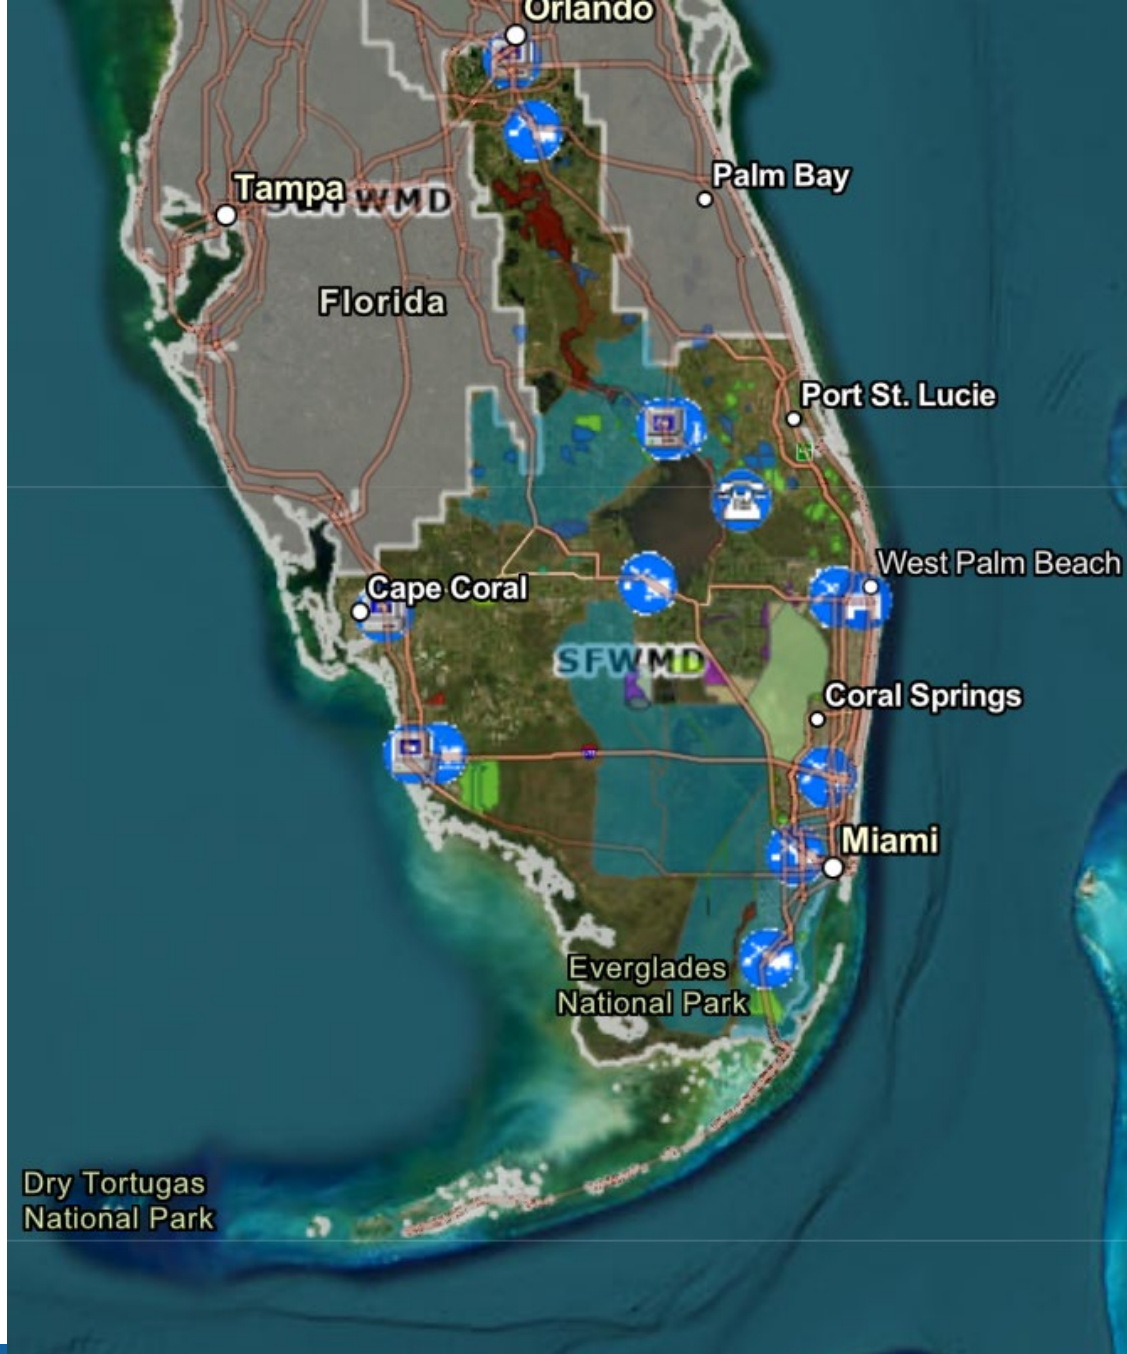 Orlando
Palm Bay
Tampa
SWFWMD
Florida
Port St. Lucie
West Palm Beach
Cape Coral
SFWMD
Coral Springs
Miami
Everglades
National Park
Dry Tortugas
National Park